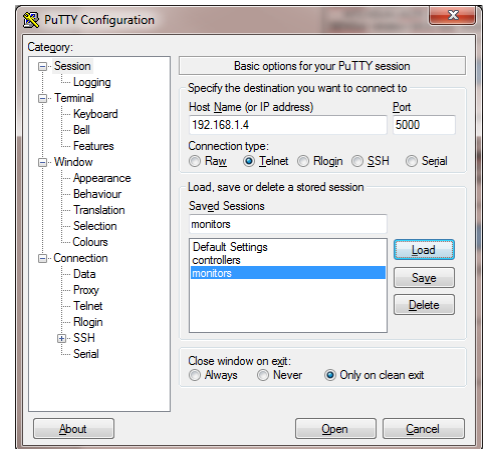 PuTTY Configuration
Category:
Session
Logging
Terminal
Keyboard
Bell
Features
Window
Appearance
Behaviour
Translation
Selection
Colours
Connection
Data
Proxy
Telnet
Rlogin
SSH
Serial
Basic options for your PuTTY session
Specify the destination you want to connect to
Host Name (or IP address) Port
192.168.1.4 5000
Connection type:
Raw Telnet Rlogin SSH Serial
Load, save or delete a stored session
Saved Sessions
monitors
Default Settings
controllers
monitors
Load
Save
Delete
Close window on exit:
Always Never Only on clean exit
About Open Cancel